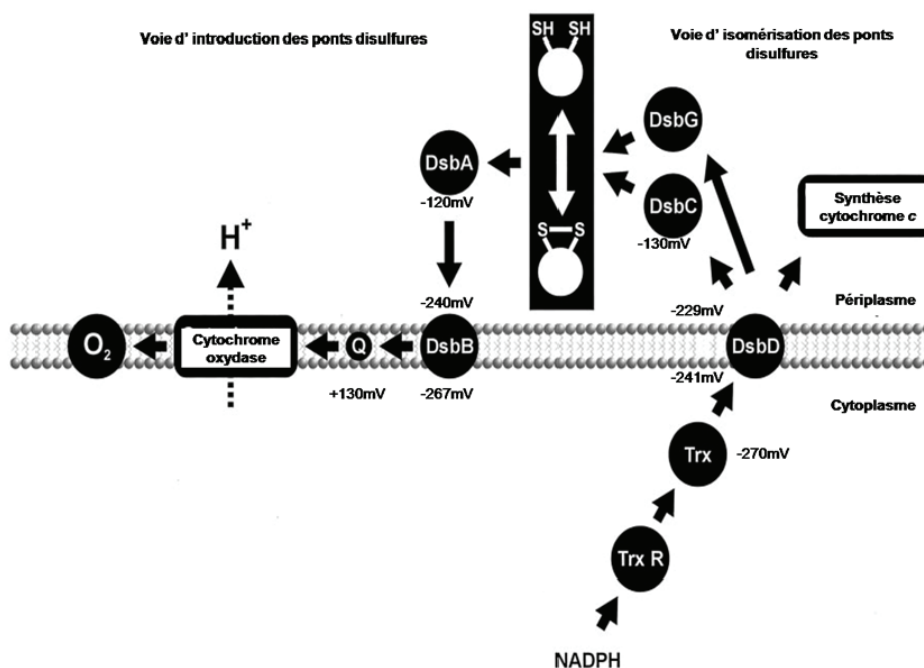 Voie d' introduction des ponts disulfures
Voie d' isomérisation des ponts
disulfures
SH SH
DsbG
DsbA
DsbC
-120mV
-130mV
Synthèse
cytochrome c
S S
H+
-240mV
-229mV
Périplasme
O2
Cytochrome
oxydase
Q
DsbB
DsbD
+130mV
-267mV
-241mV
Cytoplasme
Trx
-270mV
Trx R
NADPH